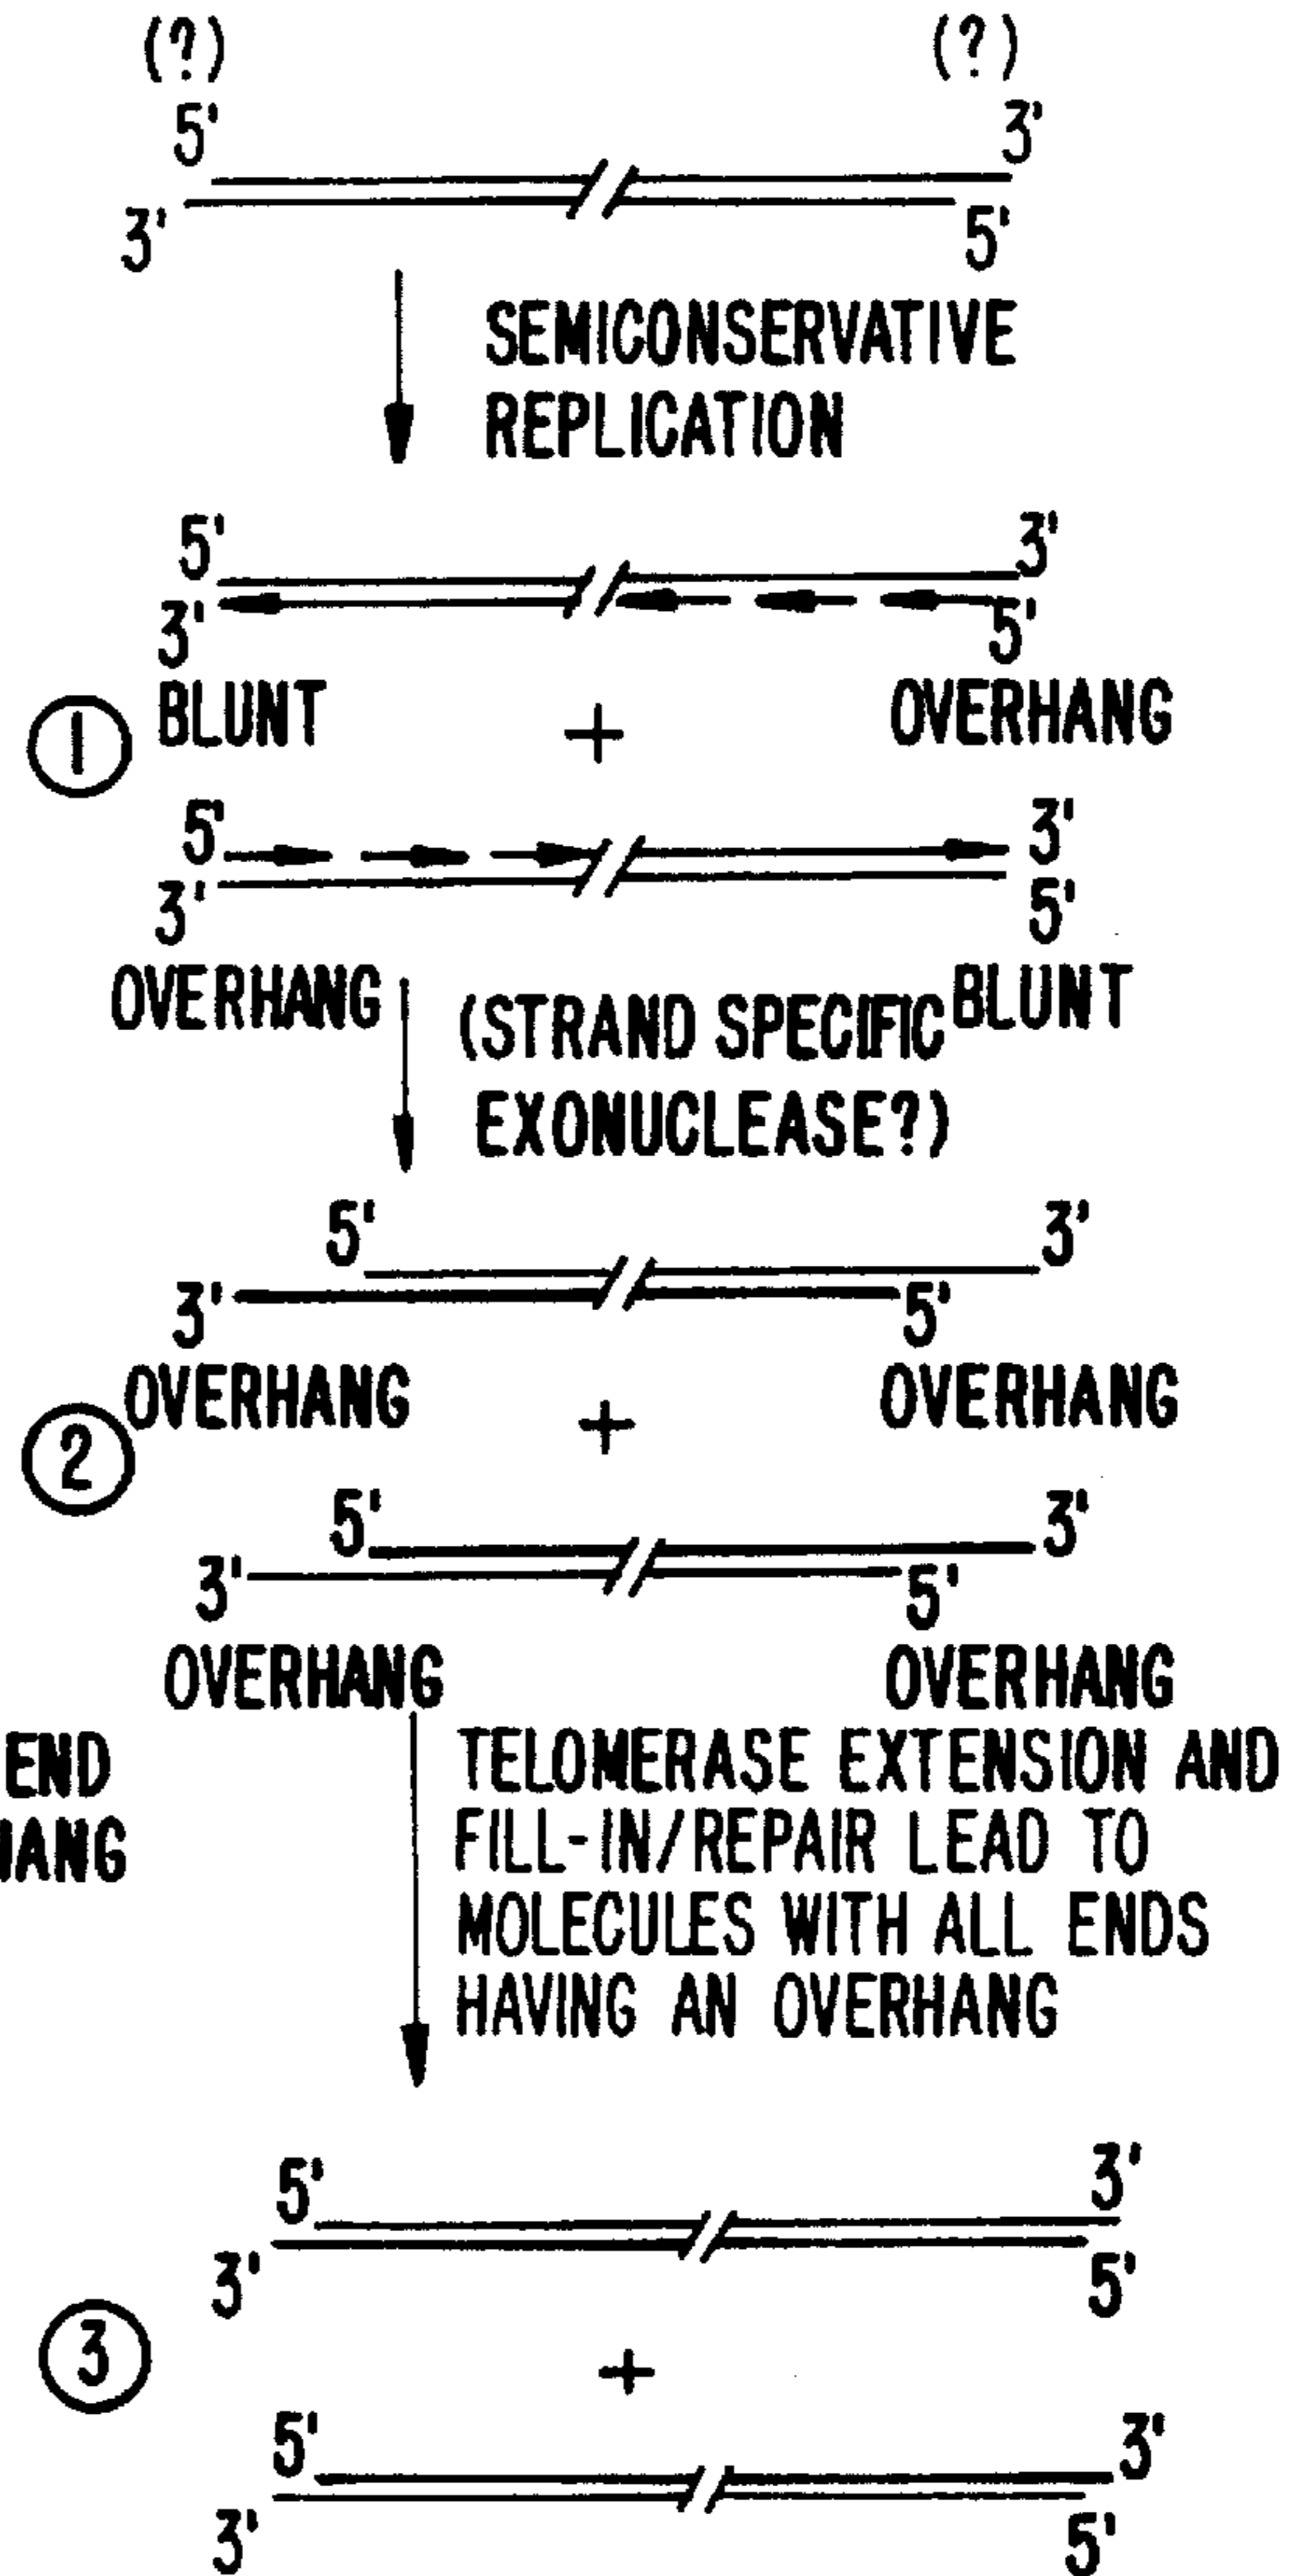 (?) (?)
5' 3'
3' 5'
SEMICONSERVATIVE
REPLICATION
5' 3'
3' 5'
BLUNT OVERHANG
1 +
5' 3'
3' 5'
OVERHANG BLUNT
(STRAND SPECIFIC
EXONUCLEASE?)
5' 3'
3' 5'
OVERHANG OVERHANG
2 +
5' 3'
3' 5'
OVERHANG OVERHANG
END
HANG
TELOMERASE EXTENSION AND
FILL-IN/REPAIR LEAD TO
MOLECULES WITH ALL ENDS
HAVING AN OVERHANG
5' 3'
3' 5'
3 +
5' 3'
3' 5'